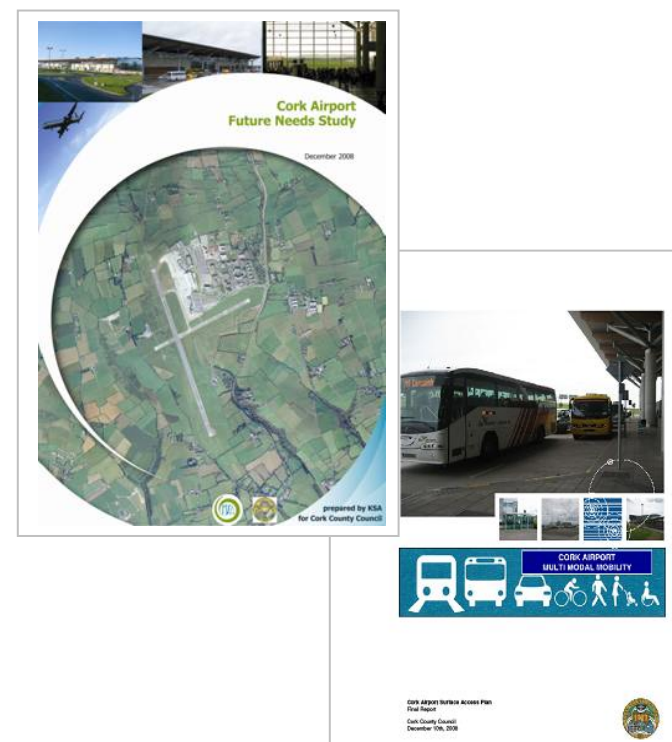 Cork Airport
Future Needs Study
December 2008
prepared by KSA
for Cork County Council
CORK AIRPORT
MULTI MODAL MOBILITY
Cork Airport Surface Access Plan
Final Report
Cork County Council
December 10th, 2008